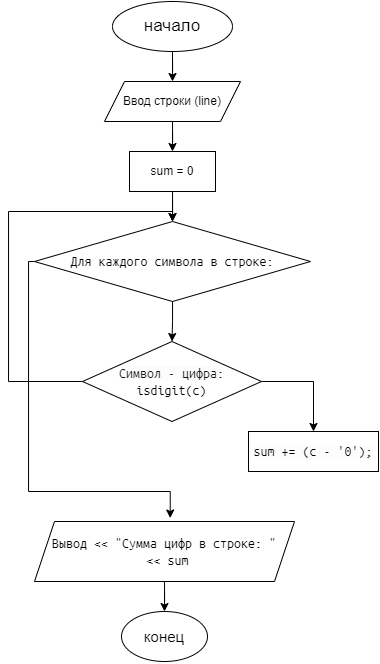 начало
Ввод строки (line)
sum = 0
Для каждого символа в строке:
Символ - цифра:
isdigit(c)
sum += (c - '0');
Вывод << "Сумма цифр в строке: "
<< sum
конец